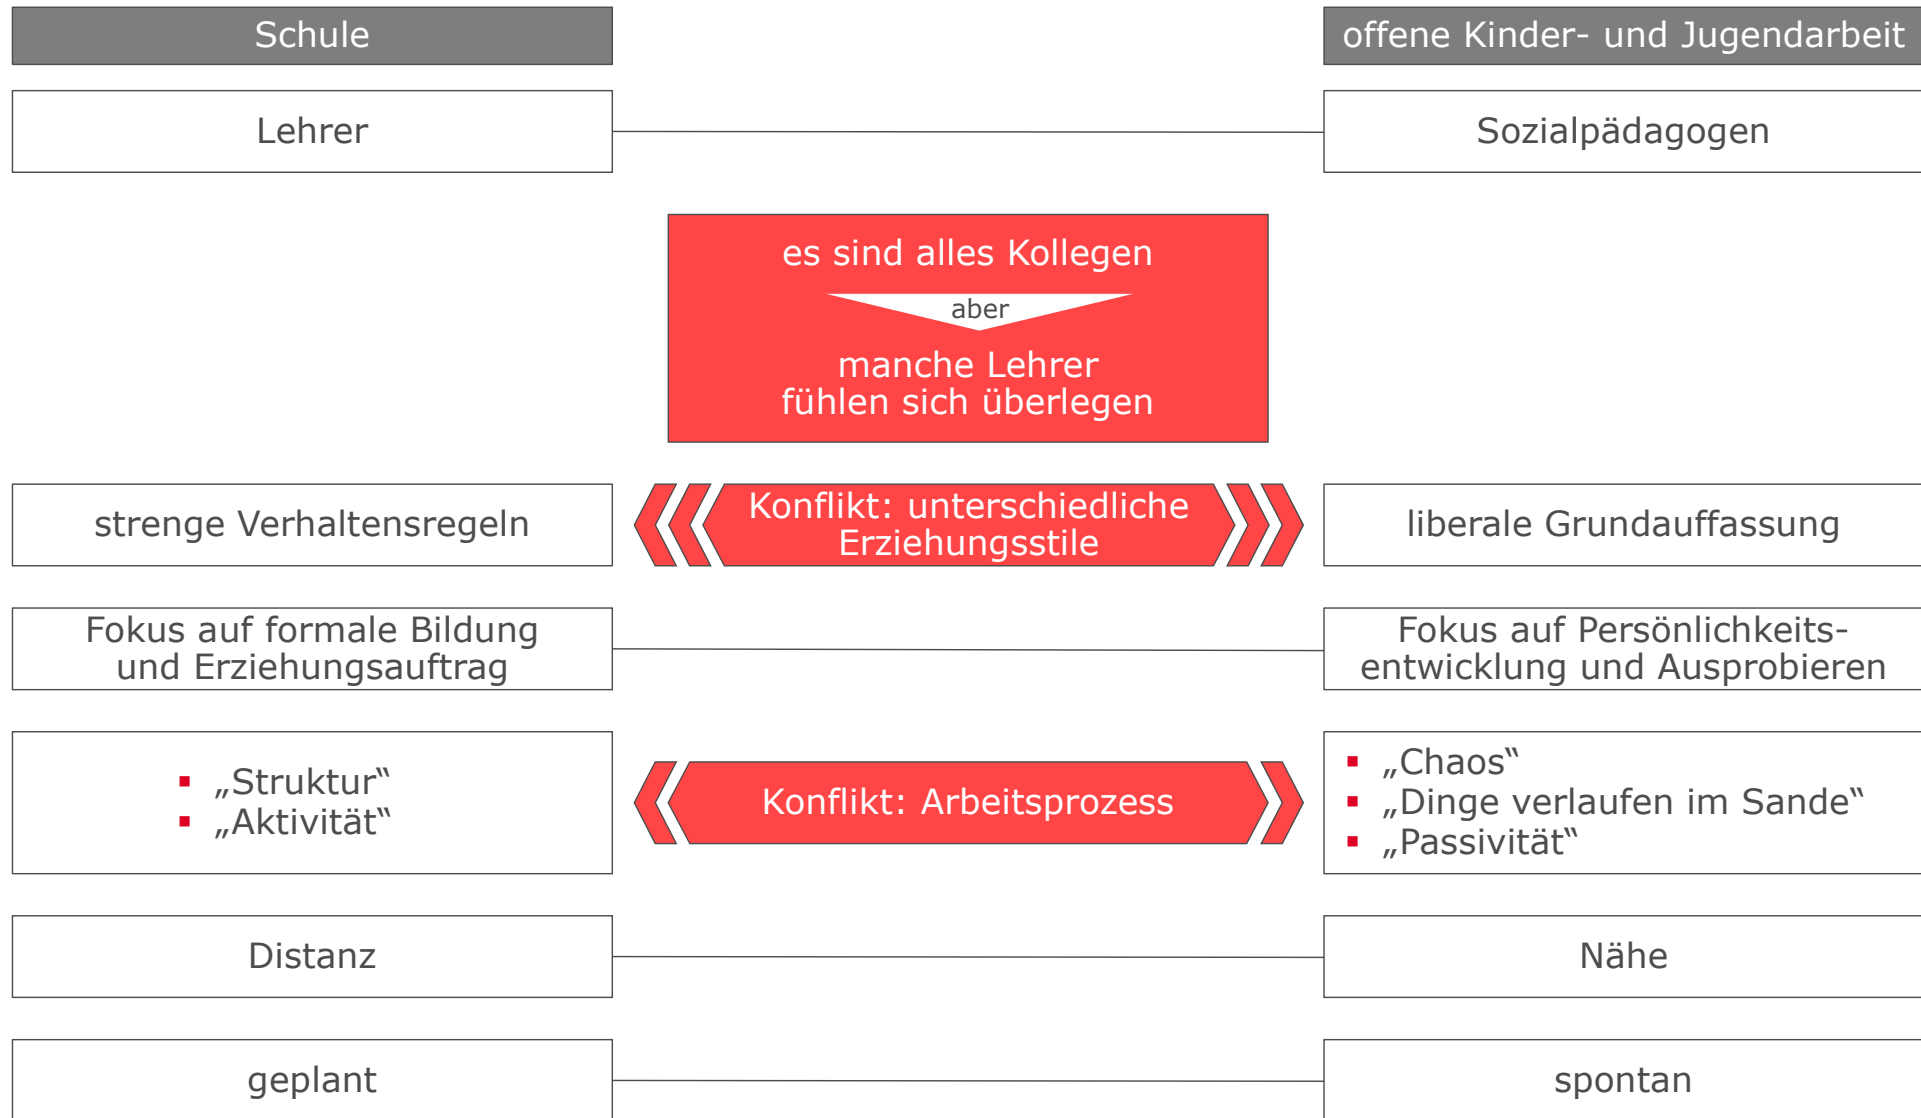 Schule
offene Kinder- und Jugendarbeit
Lehrer
Sozialpädagogen
es sind alles Kollegen
aber
manche Lehrer
fühlen sich überlegen
strenge Verhaltensregeln
Konflikt: unterschiedliche
Erziehungsstile
liberale Grundauffassung
Fokus auf formale Bildung
und Erziehungsauftrag
Fokus auf Persönlichkeits-
entwicklung und Ausprobieren
▪ „Struktur“
▪ „Aktivität“
Konflikt: Arbeitsprozess
▪ „Chaos“
▪ „Dinge verlaufen im Sande“
▪ „Passivität“
Distanz
Nähe
geplant
spontan